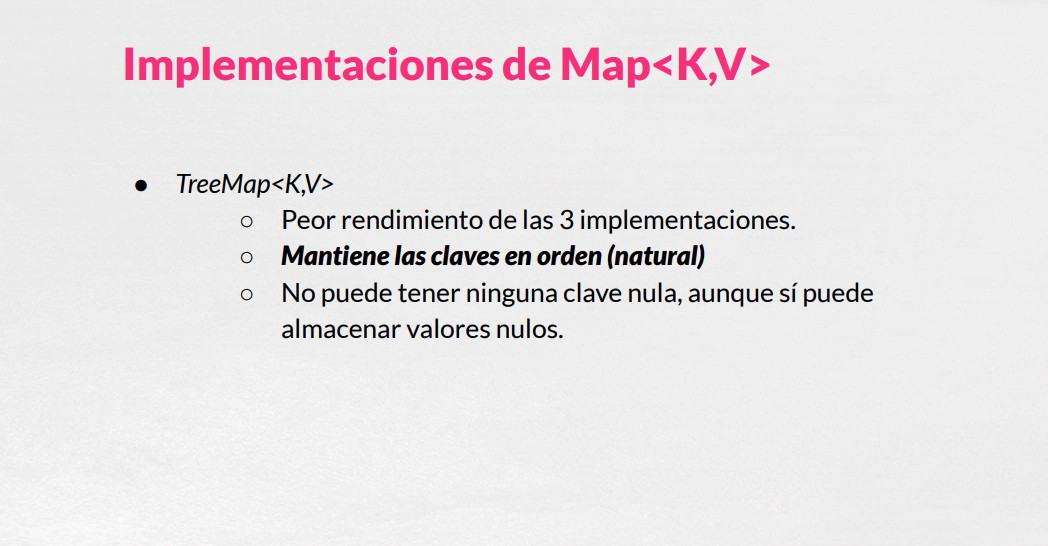 Implementaciones de Map<K,V>
● TreeMap<K,V>
○ Peor rendimiento de las 3 implementaciones.
○ Mantiene las claves en orden (natural)
○ No puede tener ninguna clave nula, aunque sí puede
almacenar valores nulos.